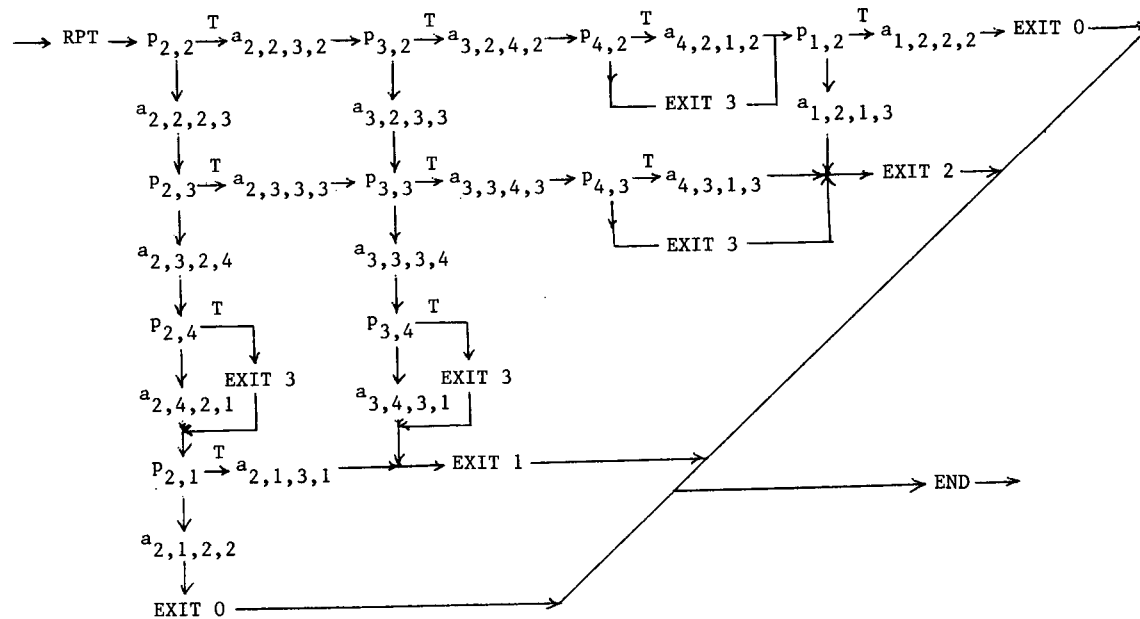 T T T T
RPT p2,2 a2,2,3,2 p3,2 a3,2,4,2 p4,2 a4,2,1,2 p1,2 a1,2,2,2 EXIT 0
EXIT 3
a2,2,2,3 a3,2,3,3 a1,2,1,3
T T T
p2,3 a2,3,3,3 p3,3 a3,3,4,3 p4,3 a4,3,1,3 EXIT 2
EXIT 3
a2,3,2,4 a3,3,3,4
T T
p2,4 p3,4
EXIT 3 EXIT 3
a2,4,2,1 a3,4,3,1
T
p2,1 a2,1,3,1 EXIT 1
END
a2,1,2,2
EXIT 0